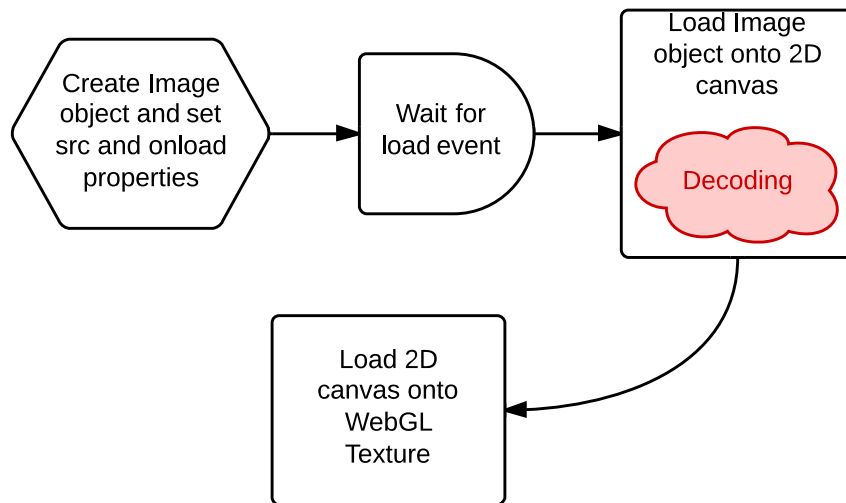 Create Image
object and set
src and onload
properties
Wait for
load event
Load Image
object onto 2D
canvas
Decoding
Load 2D
canvas onto
WebGL
Texture